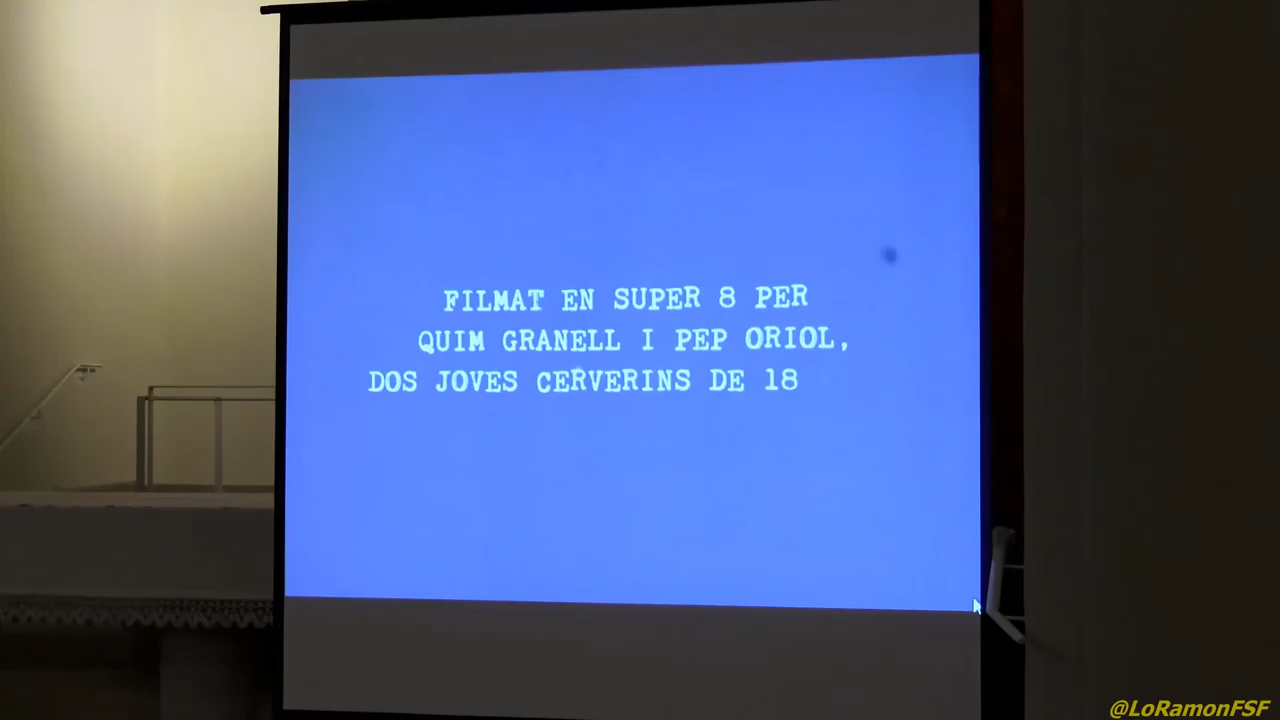 FILMAT EN SUPER 8 PER
QUIM GRANELL I PEP ORIOL,
DOS JOVES CERVERINS DE 18
@LoRamonFSF